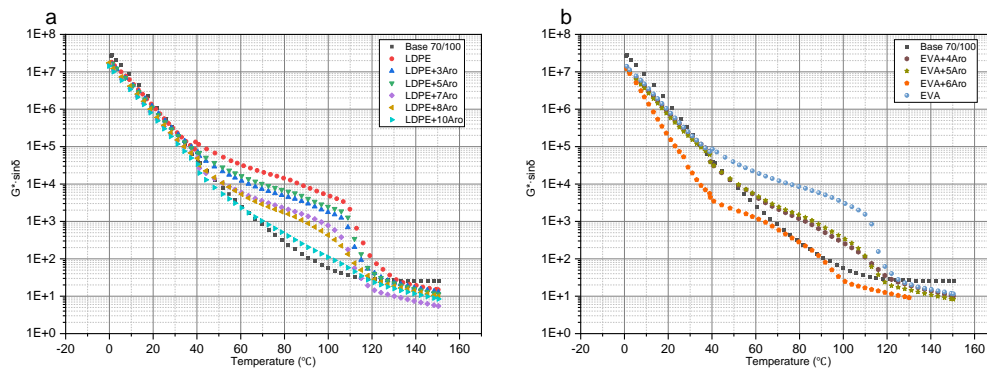 a
1E+8
1E+7
1E+6
1E+5
1E+4
1E+3
1E+2
1E+1
1E+0
G*·sinδ
-20 0 20 40 60 80 100 120 140 160
Temperature (℃)
Base 70/100
LDPE
LDPE+3Aro
LDPE+5Aro
LDPE+7Aro
LDPE+8Aro
LDPE+10Aro
b
1E+8
1E+7
1E+6
1E+5
1E+4
1E+3
1E+2
1E+1
1E+0
G*·sinδ
-20 0 20 40 60 80 100 120 140 160
Temperature (℃)
Base 70/100
EVA+4Aro
EVA+5Aro
EVA+6Aro
EVA